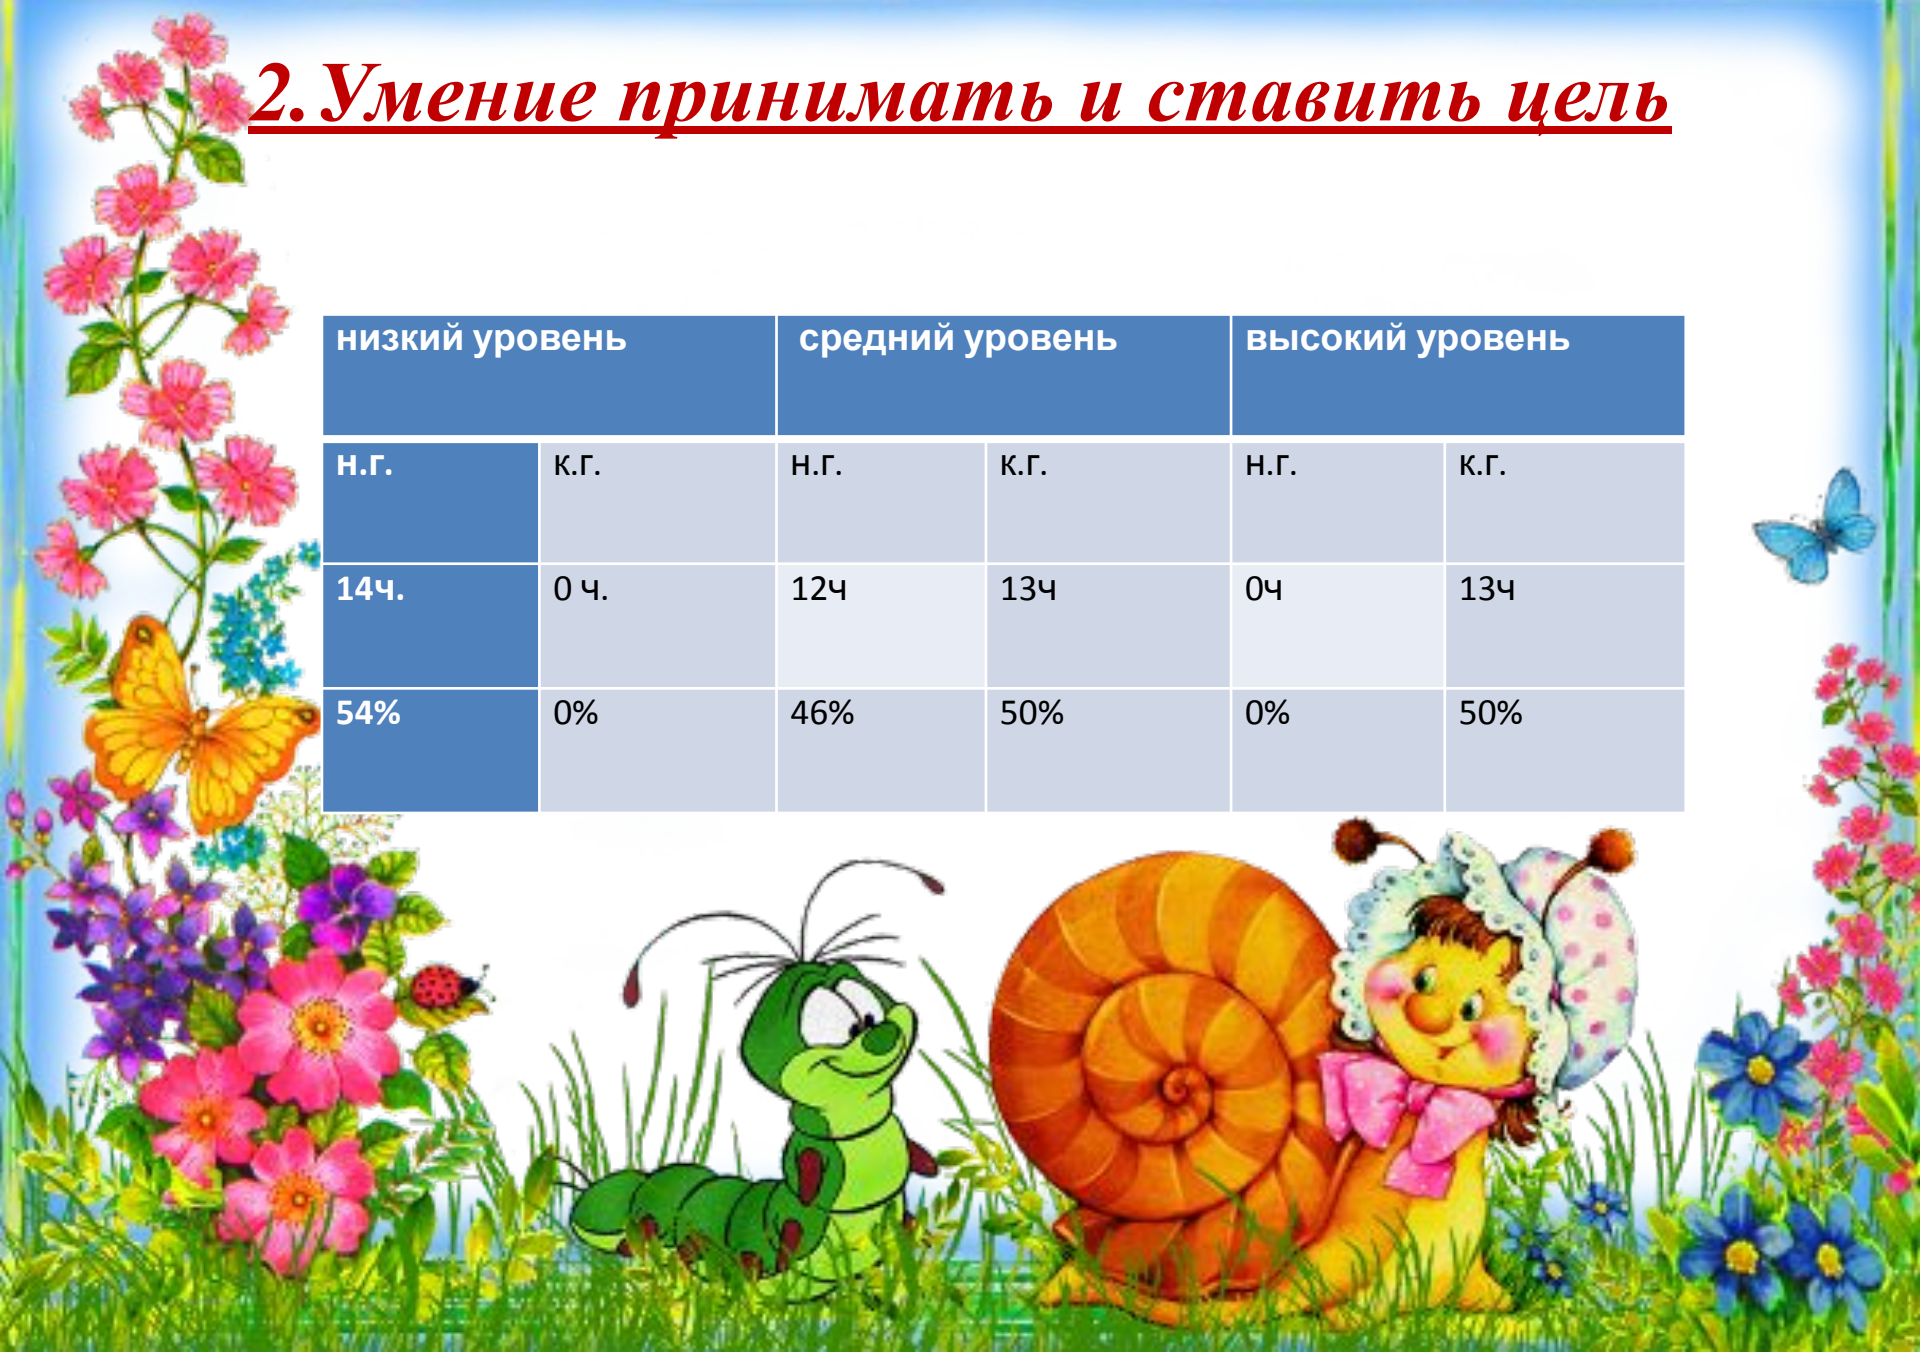 2. Умение принимать и ставить цель
низкий уровень средний уровень высокий уровень
н.г. к.г. н.г. к.г. н.г. к.г.
14ч. 0 ч. 12ч 13ч 0ч 13ч
54% 0% 46% 50% 0% 50%